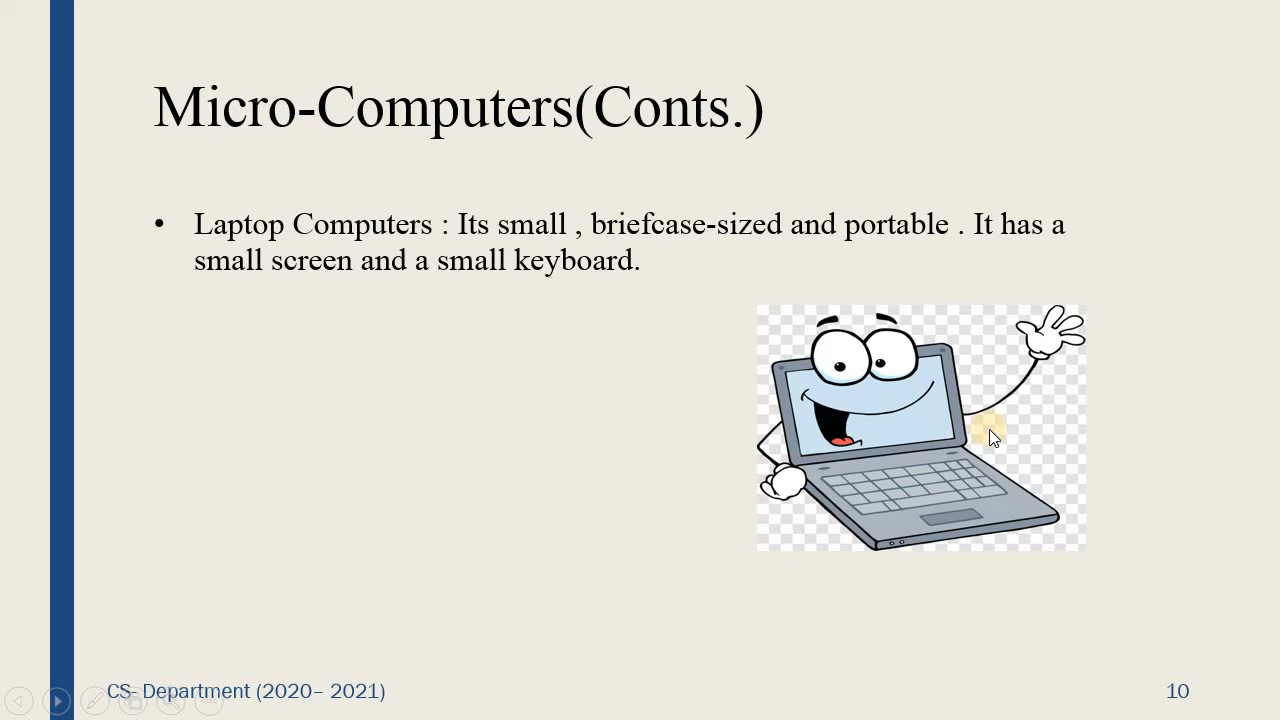 Micro-Computers(Conts.)
• Laptop Computers : Its small , briefcase-sized and portable . It has a
small screen and a small keyboard.
CS- Department (2020– 2021)
10